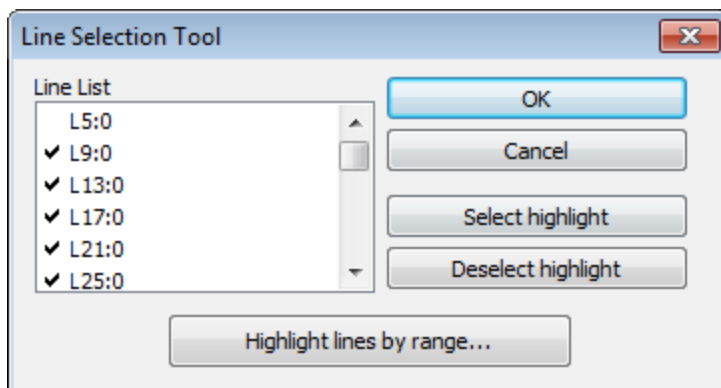 Line Selection Tool
Line List
L5:0
L9:0
L13:0
L17:0
L21:0
L25:0
OK
Cancel
Select highlight
Deselect highlight
Highlight lines by range...